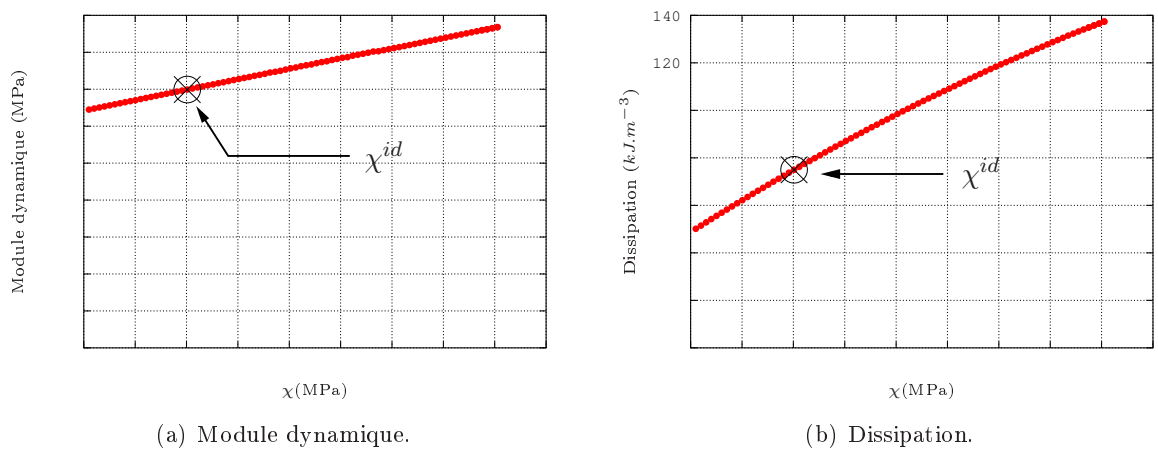 Module dynamique (MPa)
χ^{id}
χ(MPa)
(a) Module dynamique.
140
120
Dissipation (kJ.m^{−3})
χ^{id}
χ(MPa)
(b) Dissipation.